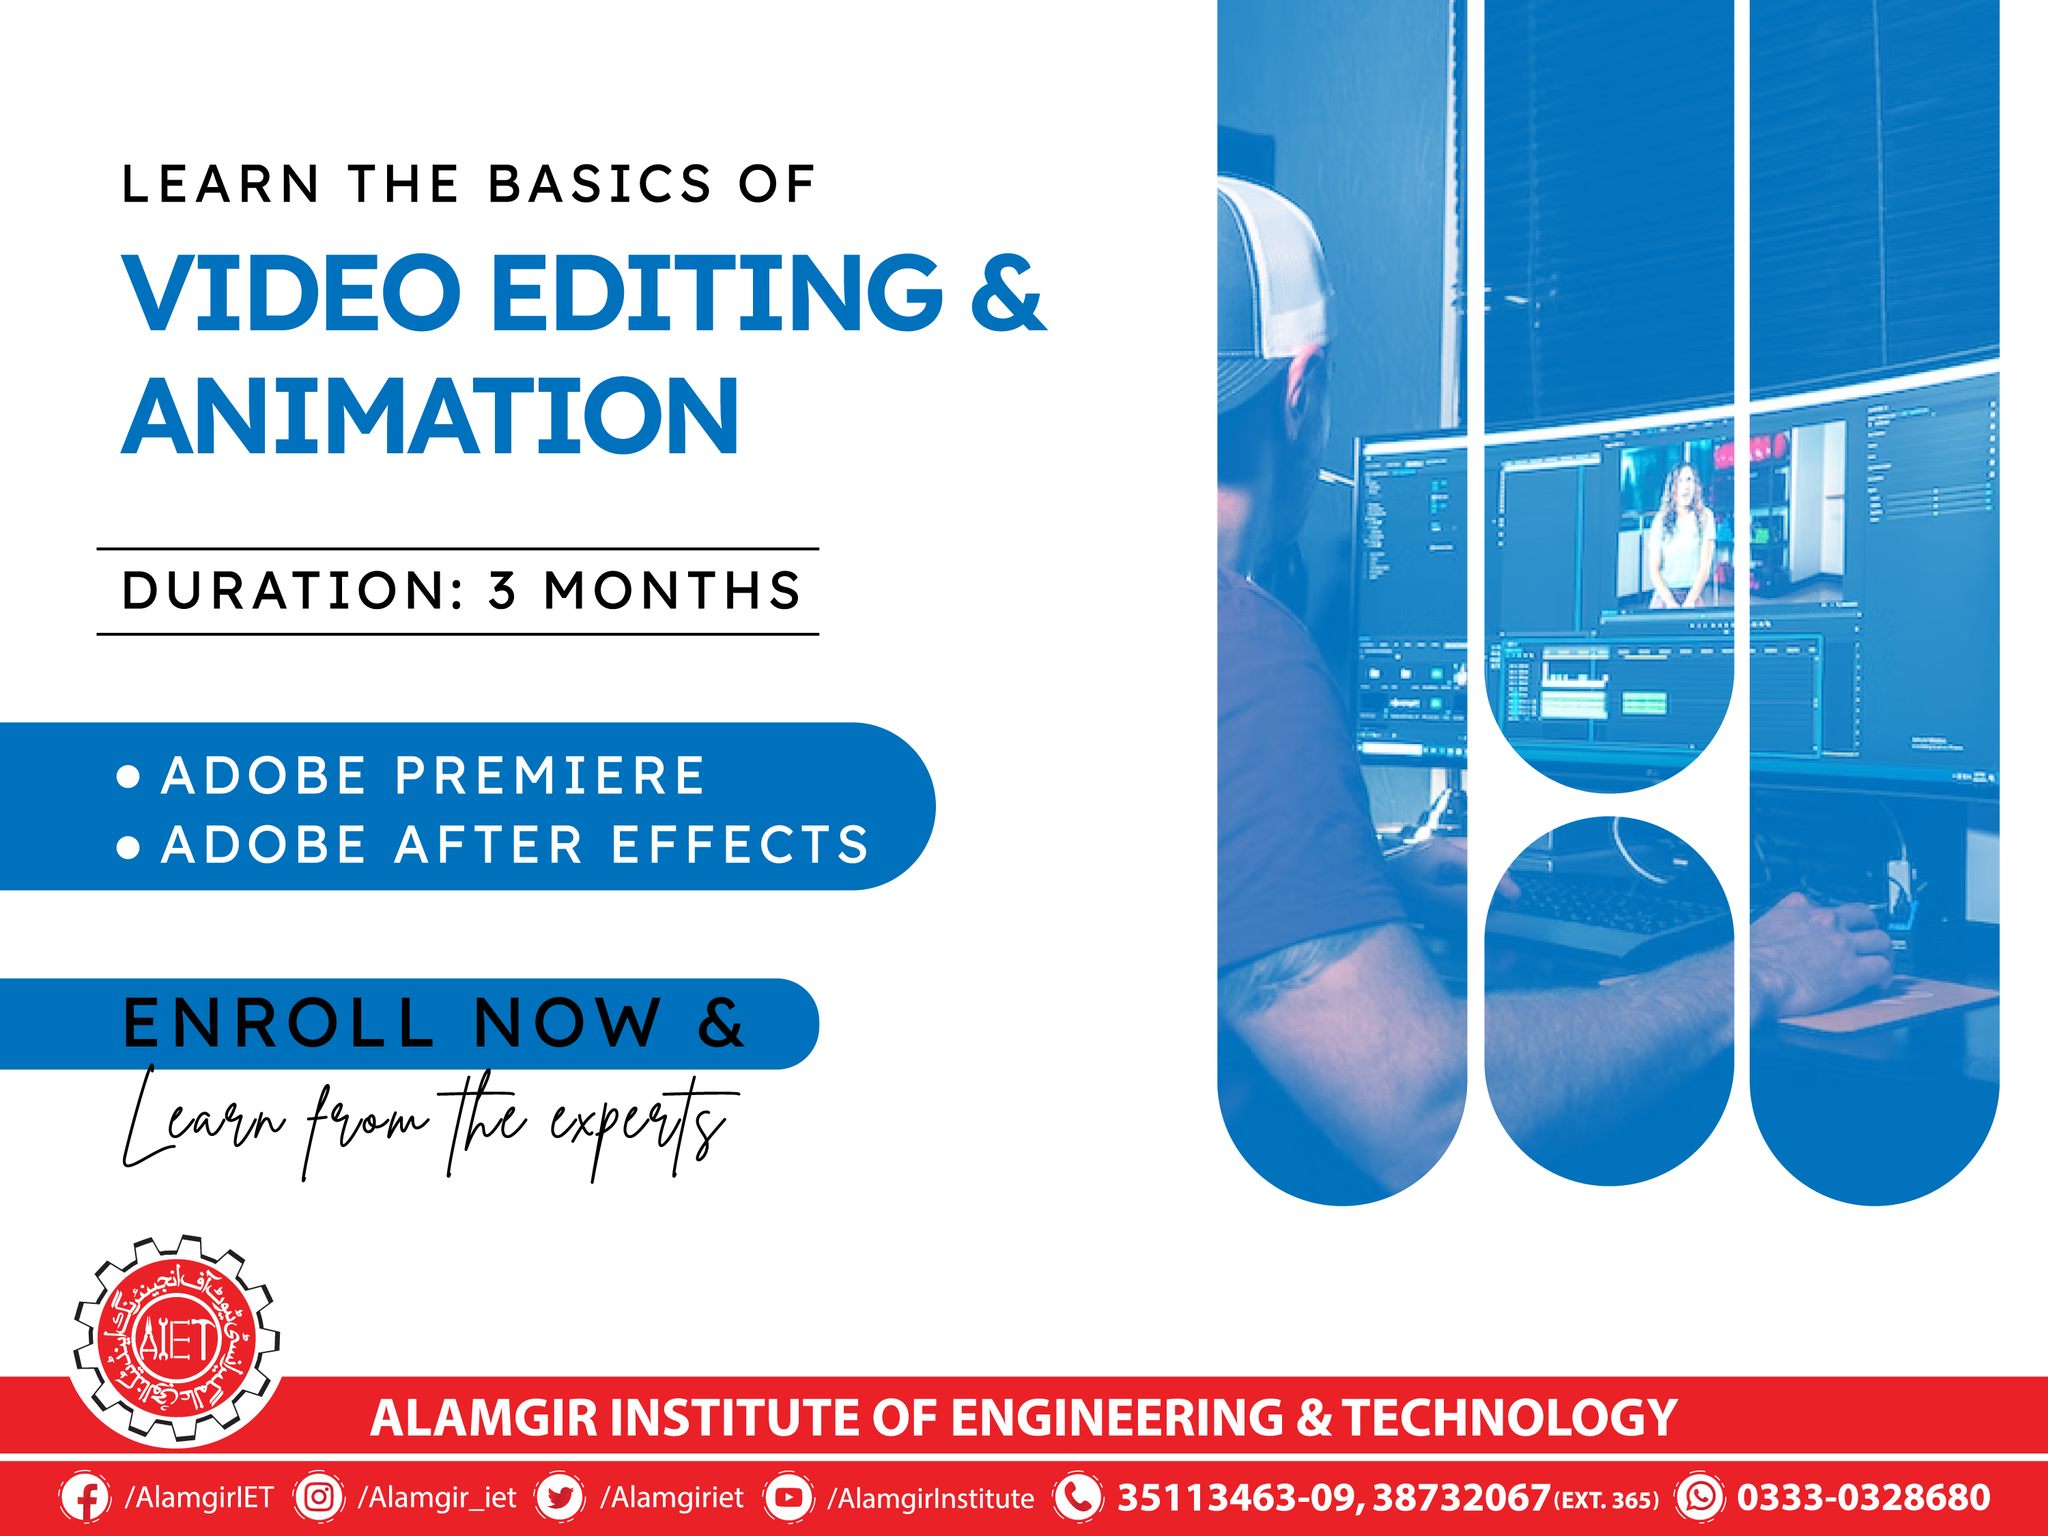 LEARN THE BASICS OF
VIDEO EDITING &
ANIMATION
DURATION: 3 MONTHS
• ADOBE PREMIERE
• ADOBE AFTER EFFECTS
ENROLL NOW &
Learn from the experts
AIET
ALAMGIR INSTITUTE OF ENGINEERING & TECHNOLOGY
/AlamgirIET /Alamgir_iet /Alamgiriet /AlamgirInstitute 35113463-09, 38732067 (EXT. 365) 0333-0328680